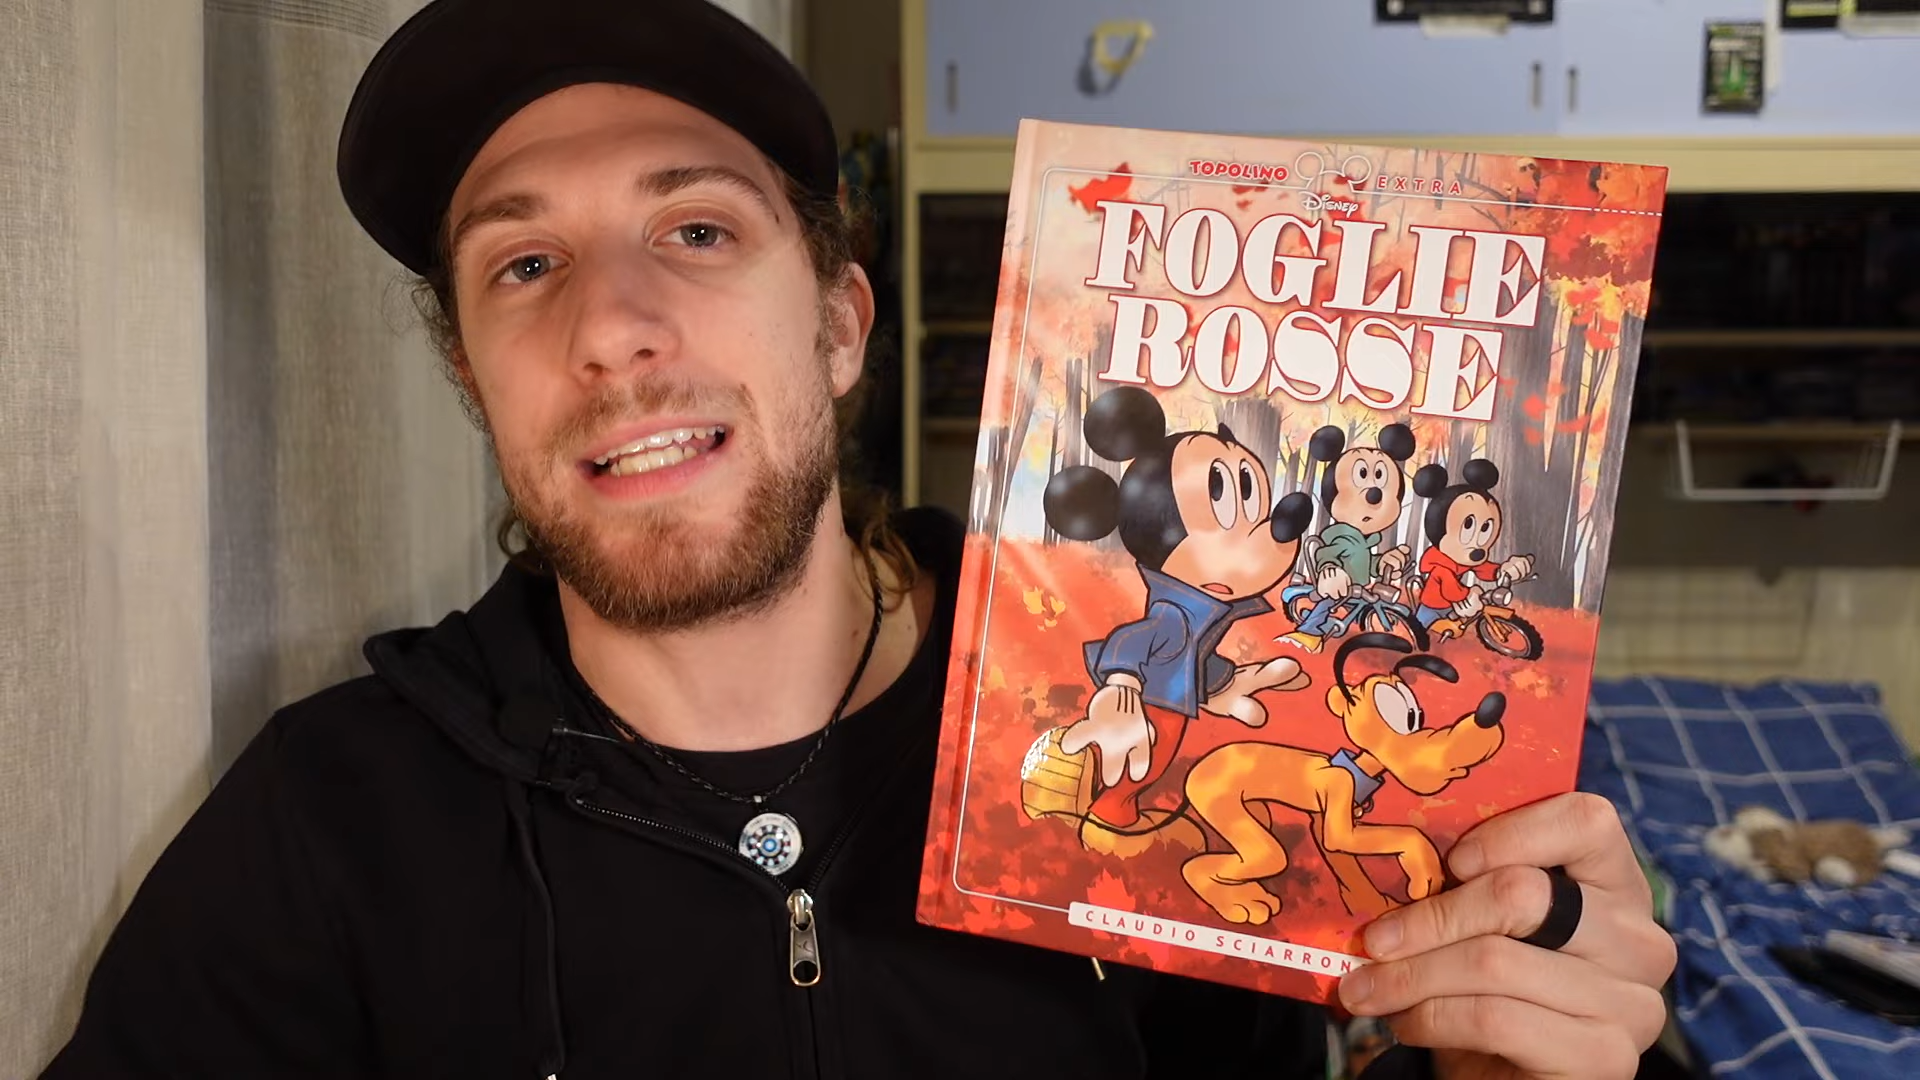 TOPOLINO EXTRA
Disney
FOGLIE
ROSSE
CLAUDIO SCIARRON